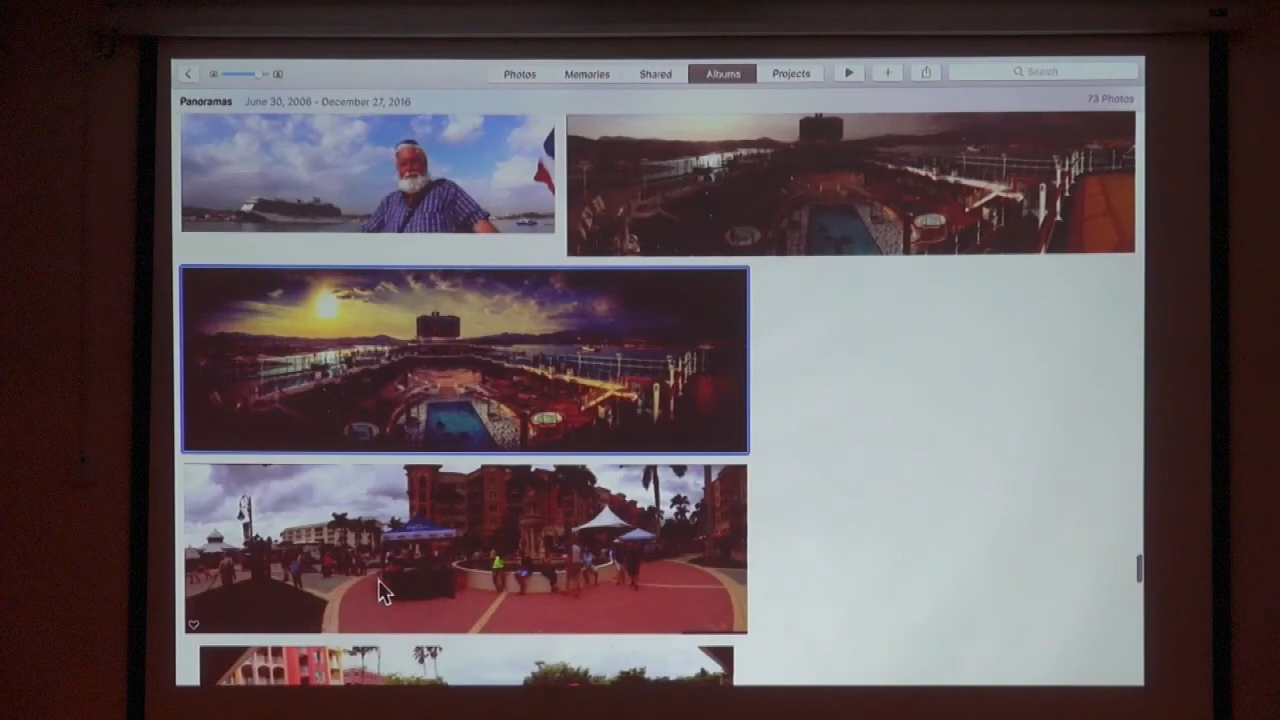 Photos Memories Shared Albums Projects Search
Panoramas June 30, 2006 - December 27, 2016 73 Photos